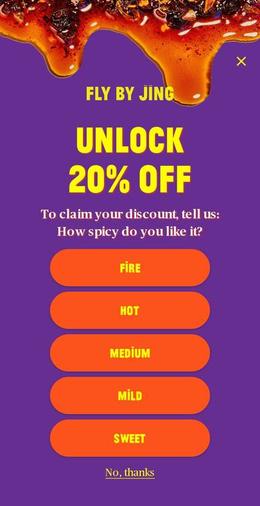 FLY BY JING
UNLOCK
20% OFF
To claim your discount, tell us:
How spicy do you like it?
FİRE
HOT
MEDİUM
MİLD
SWEET
No, thanks